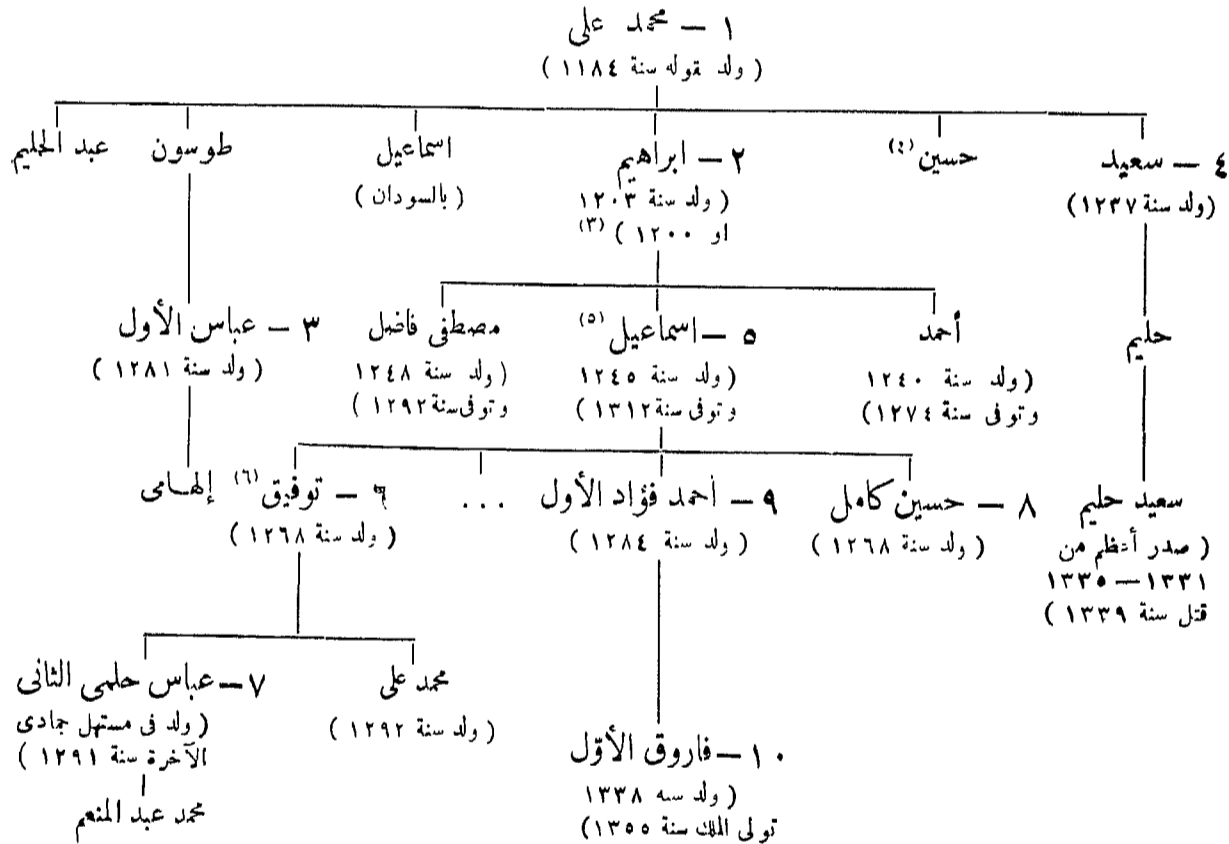 ١ — محمد على
( ولد بقوله سنة ١١٨٤ )
٤ — سعيد حسين (٤) ٢ — ابراهيم اسماعيل طوسون عبد الحليم
(ولد سنة ١٢٣٧) ( ولد سنة ١٢٠٣ ( بالسودان )
او ١٢٠٠ ) (٣)
حليم أحمد ٥ — اسماعيل (٥) مصطفى فاضل ٣ — عباس الأول
( ولد سنة ١٢٤٠ ( ولد سنة ١٢٤٥ ( ولد سنة ١٢٤٨ ( ولد سنة ١٢٨١ )
وتوفى سنة ١٢٧٤ ) وتوفى سنة ١٣١٢ ) وتوفى سنة ١٢٩٢ )
سعيد حليم ٨ — حسين كامل ٩ — أحمد فؤاد الأول ... ٦ — توفيق (٦) إلهامى
( صدر أعظم من ( ولد سنة ١٢٦٨ ) ( ولد سنة ١٢٨٤ ) ( ولد سنة ١٢٦٨ )
١٣٣١ — ١٣٣٥
قتل سنة ١٣٣٩ )
محمد على ٧ — عباس حلمى الثانى
( ولد سنة ١٢٩٢ ) ( ولد فى مستهل جمادى
الآخرة سنة ١٢٩١ )
١٠ — فاروق الأوّل
( ولد سنه ١٣٣٨ محمد عبد المنعم
تولى الملك سنة ١٣٥٥ )